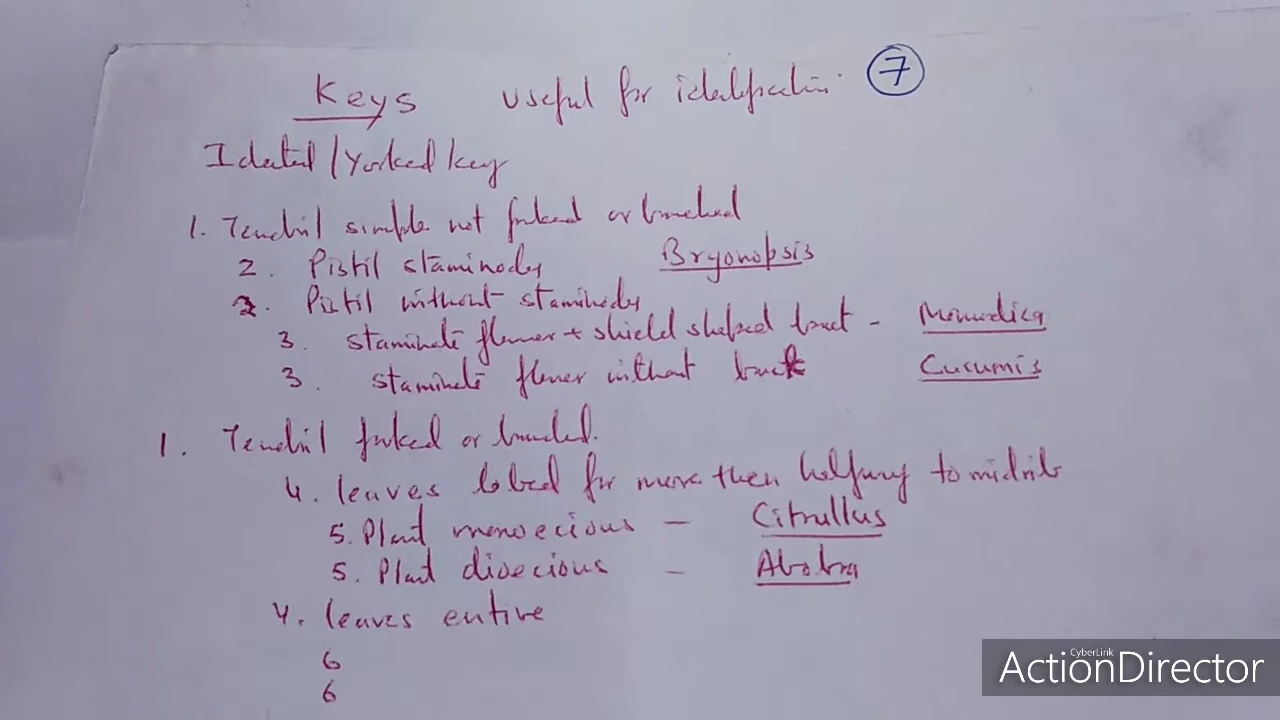 Keys useful for identification 7
Idented / Yorked key
1. Tendril simple not forked or branched
2. Pistil staminodes Bryonopsis
2. Pistil without staminodes
3. staminate flower + shield shaped bract - Momordica
3. staminate flower without bract Cucumis
1. Tendril forked or branched.
4. leaves lobed for more then halfway to midrib
5. Plant monoecious - Citrullus
5. Plant dioecious - Abobra
4. leaves entire
6
6
CyberLink
ActionDirector